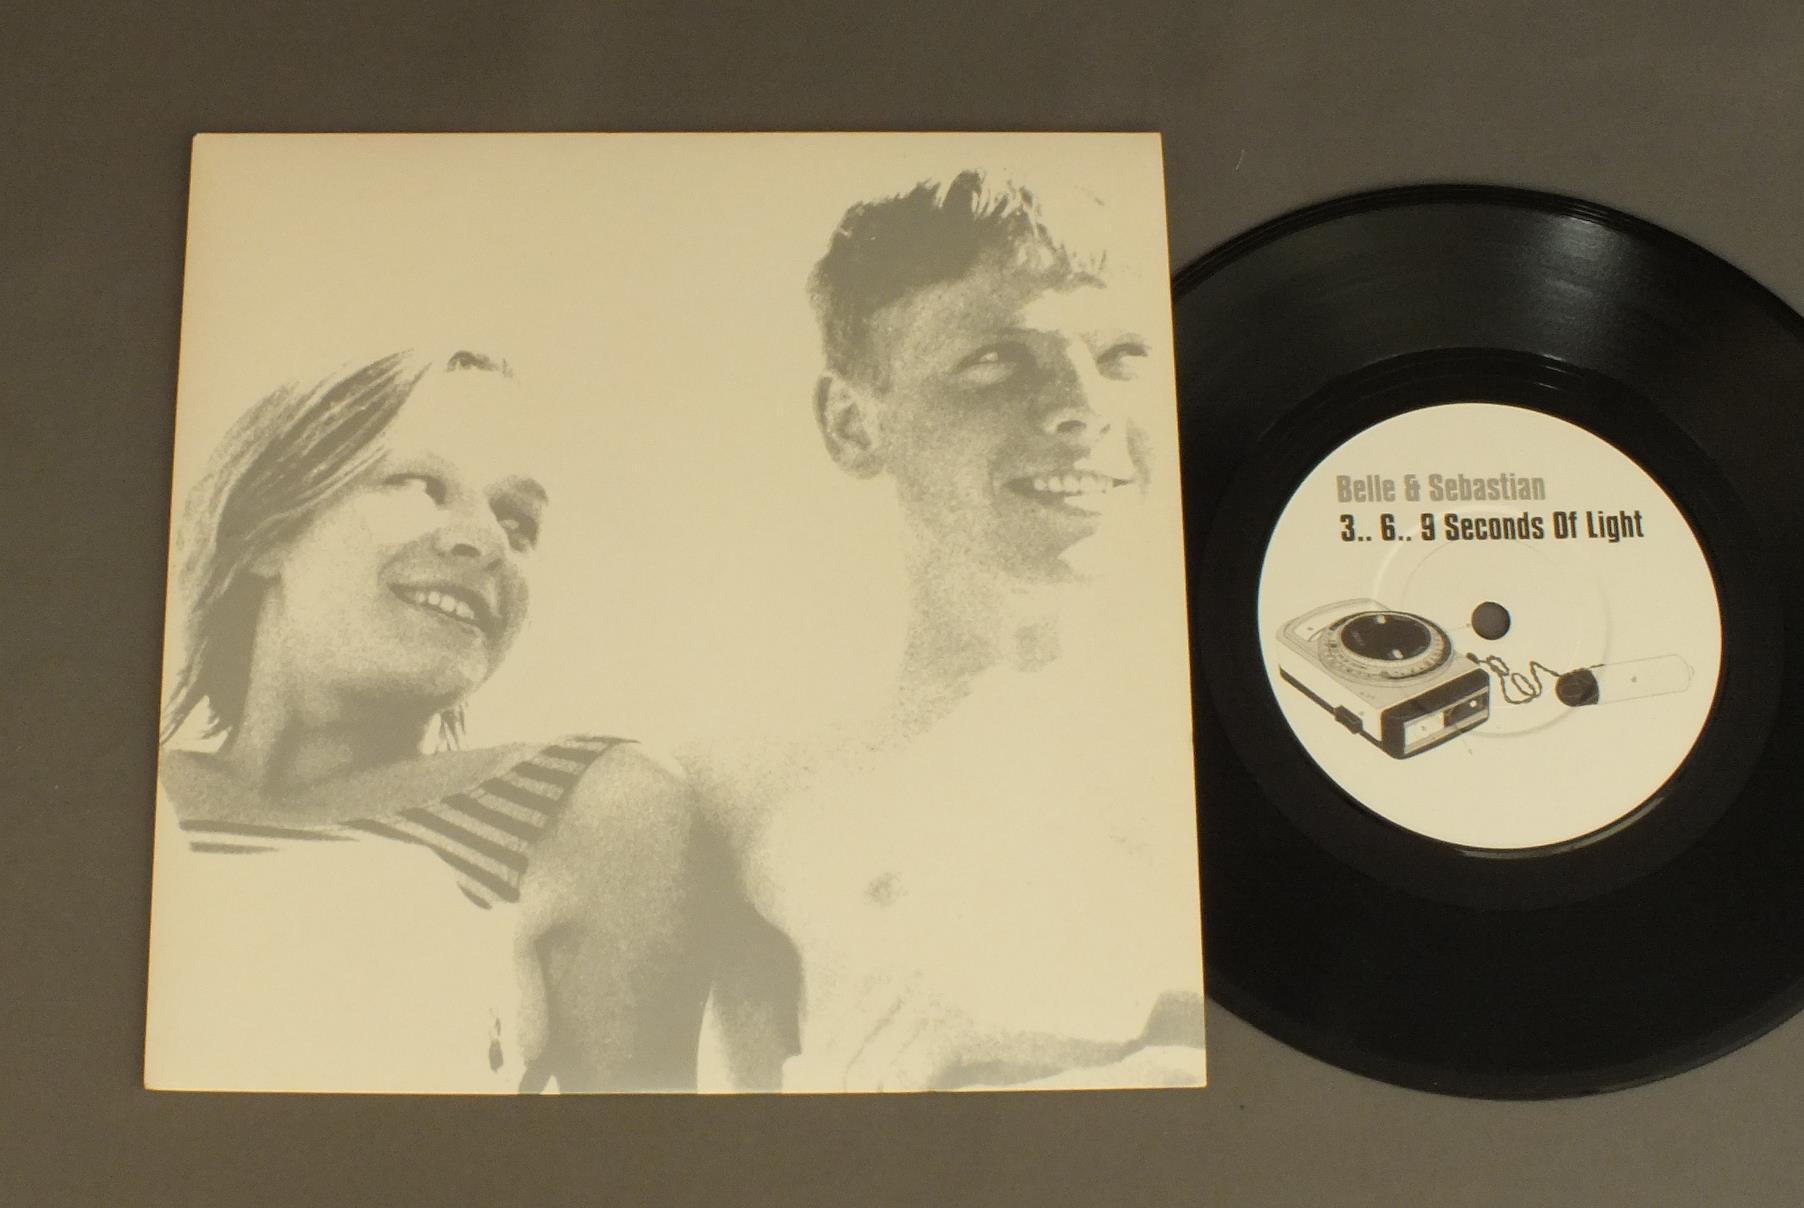 Belle & Sebastian
3.. 6.. 9 Seconds Of Light